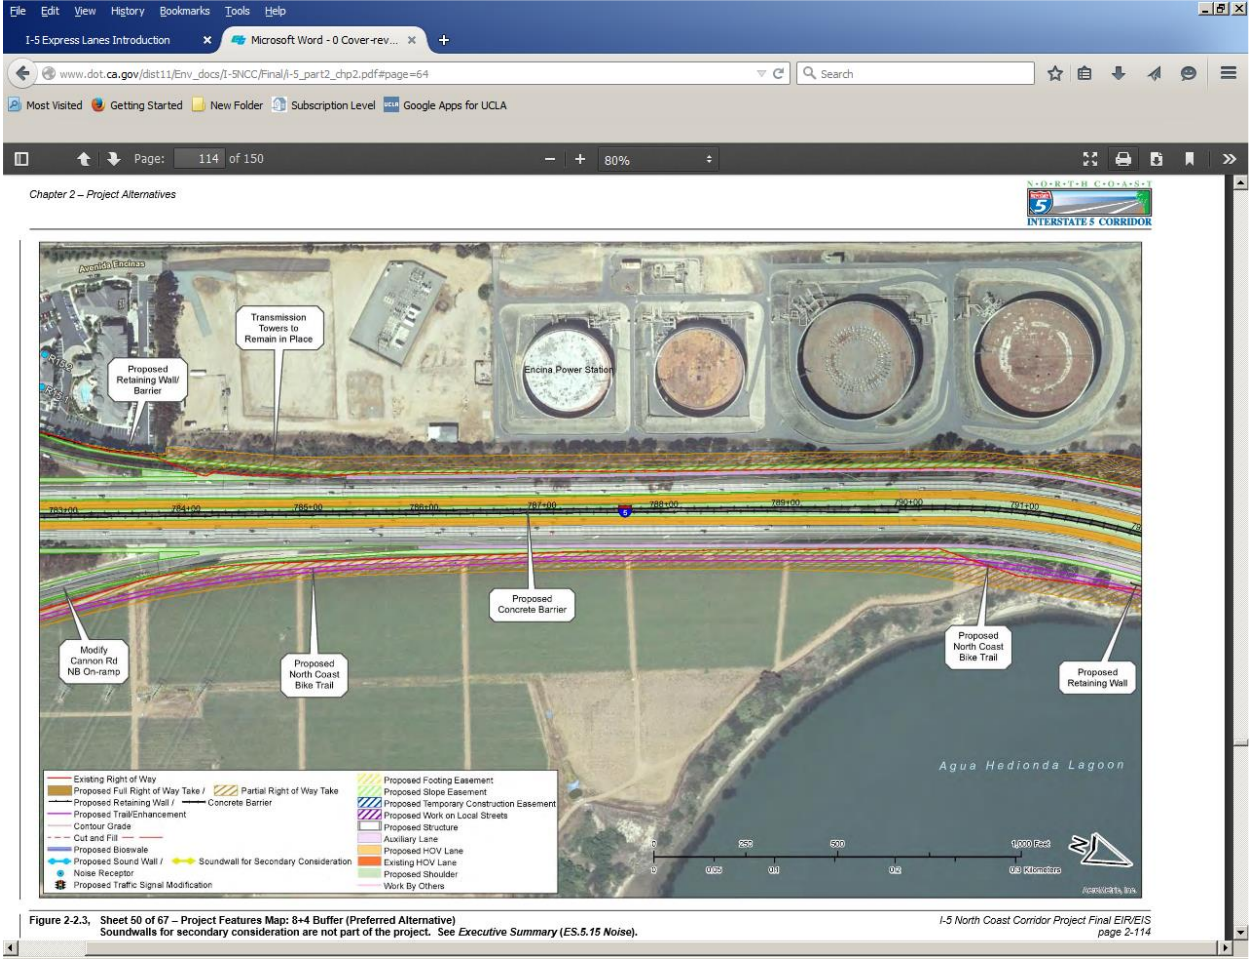 File Edit View History Bookmarks Tools Help
I-5 Express Lanes Introduction
Microsoft Word - 0 Cover-rev...
www.dot.ca.gov/dist11/Env_docs/I-5NCC/Final/i-5_part2_chp2.pdf#page=64
Search
Most Visited Getting Started New Folder Subscription Level Google Apps for UCLA
Page: 114 of 150
80%
Chapter 2 – Project Alternatives
N•O•R•T•H C•O•A•S•T
5
INTERSTATE 5 CORRIDOR
Avenida Encinas
Transmission
Towers to
Remain in Place
Proposed
Retaining Wall/
Barrier
Encina Power Station
783+00 784+00 785+00 786+00 787+00 5 788+00 789+00 790+00 791+00
Proposed
Concrete Barrier
Modify
Cannon Rd
NB On-ramp
Proposed
North Coast
Bike Trail
Proposed
North Coast
Bike Trail
Proposed
Retaining Wall
Agua Hedionda Lagoon
Existing Right of Way
Proposed Full Right of Way Take / Partial Right of Way Take
Proposed Retaining Wall / Concrete Barrier
Proposed Trail/Enhancement
Contour Grade
Cut and Fill
Proposed Bioswale
Proposed Sound Wall / Soundwall for Secondary Consideration
Noise Receptor
Proposed Traffic Signal Modification
Proposed Footing Easement
Proposed Slope Easement
Proposed Temporary Construction Easement
Proposed Work on Local Streets
Proposed Structure
Auxiliary Lane
Proposed HOV Lane
Existing HOV Lane
Proposed Shoulder
Work By Others
0 250 500 1,000 Feet
0 0.05 0.1 0.2 0.3 Kilometers
N
AeroMetric, Inc.
Figure 2-2.3, Sheet 50 of 67 – Project Features Map: 8+4 Buffer (Preferred Alternative)
Soundwalls for secondary consideration are not part of the project. See Executive Summary (ES.5.15 Noise).
I-5 North Coast Corridor Project Final EIR/EIS
page 2-114